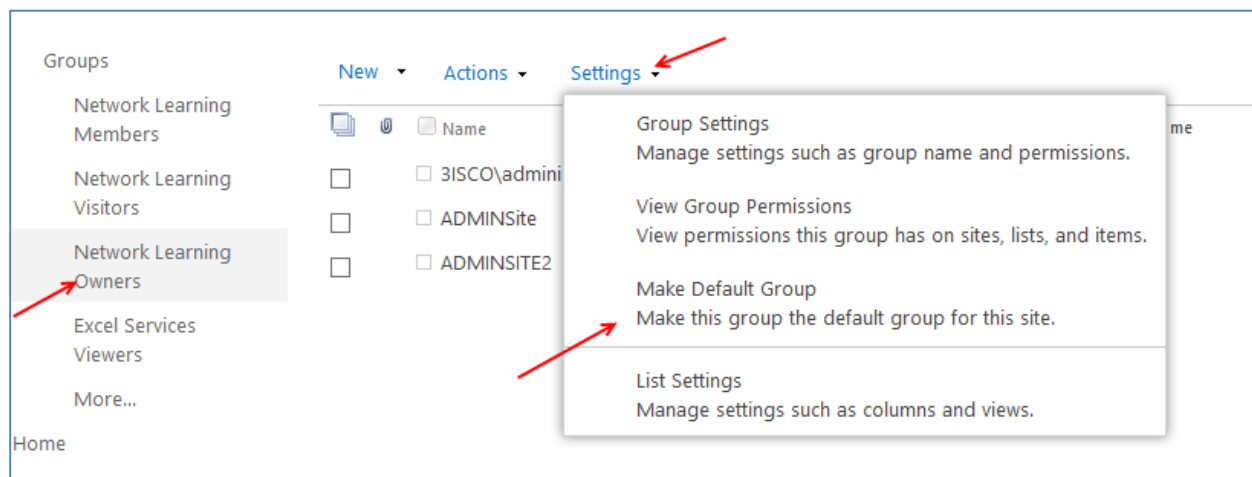 Groups
Network Learning
Members
Network Learning
Visitors
Network Learning
Owners
Excel Services
Viewers
More...
Home
New Actions Settings
Name
me
3ISCO\admini
ADMINSite
ADMINSITE2
Group Settings
Manage settings such as group name and permissions.
View Group Permissions
View permissions this group has on sites, lists, and items.
Make Default Group
Make this group the default group for this site.
List Settings
Manage settings such as columns and views.